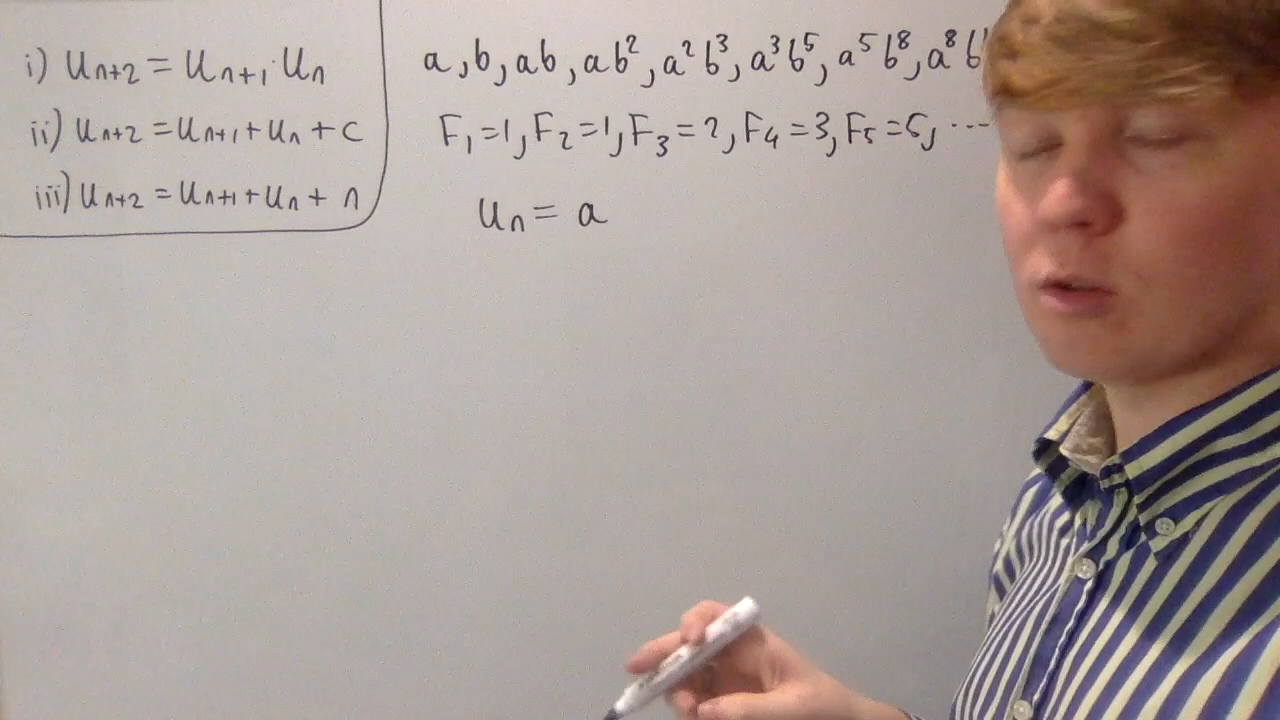 i) uₙ₊₂ = uₙ₊₁ · uₙ
ii) uₙ₊₂ = uₙ₊₁ + uₙ + c
iii) uₙ₊₂ = uₙ₊₁ + uₙ + n
a, b, ab, ab², a²b³, a³b⁵, a⁵b⁸, a⁸b
F₁ = 1, F₂ = 1, F₃ = 2, F₄ = 3, F₅ = 5, ....
uₙ = a